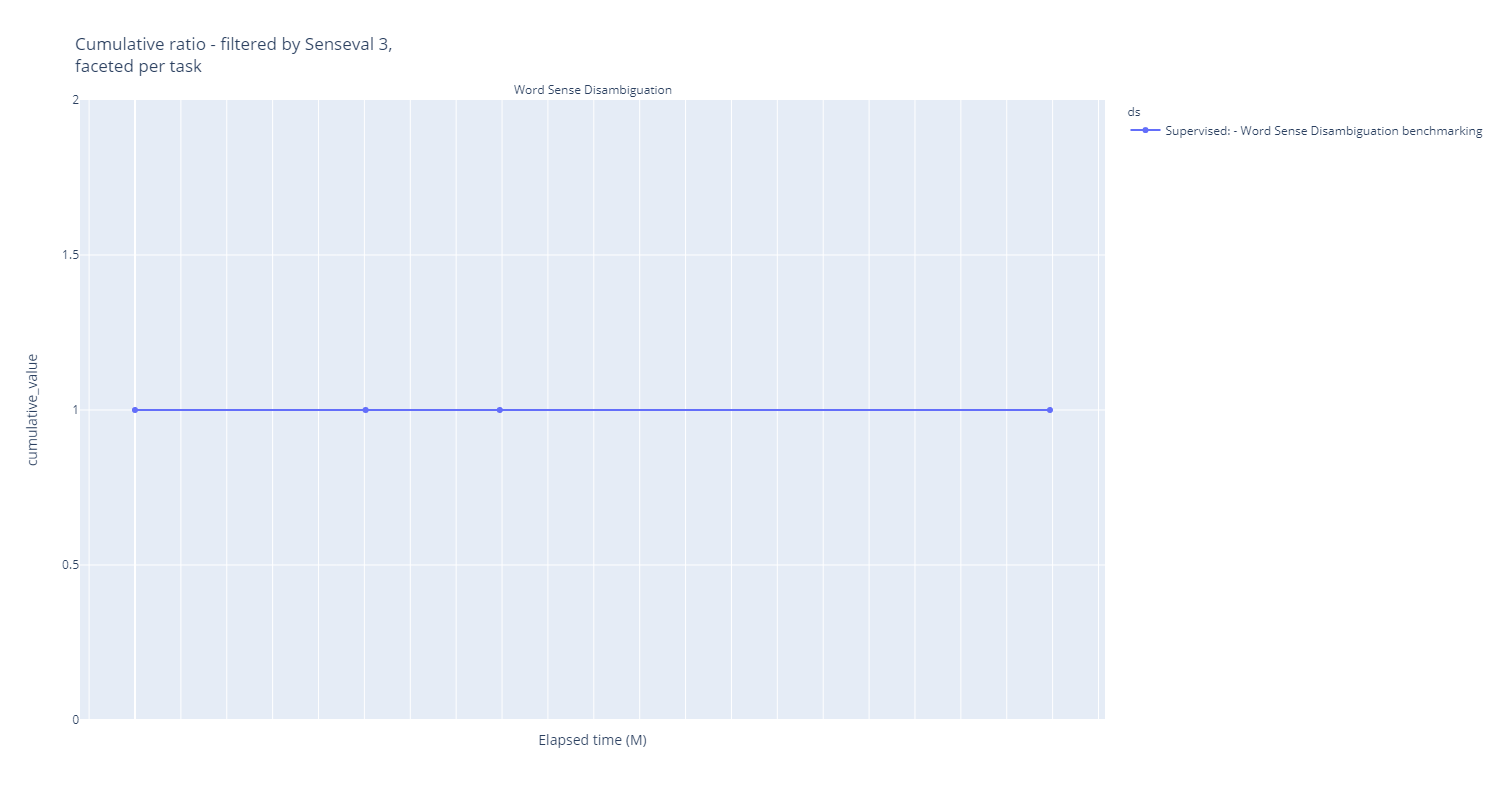 Cumulative ratio - filtered by Senseval 3,
faceted per task
Word Sense Disambiguation
2
1.5
1
0.5
0
cumulative_value
Elapsed time (M)
ds
Supervised: - Word Sense Disambiguation benchmarking